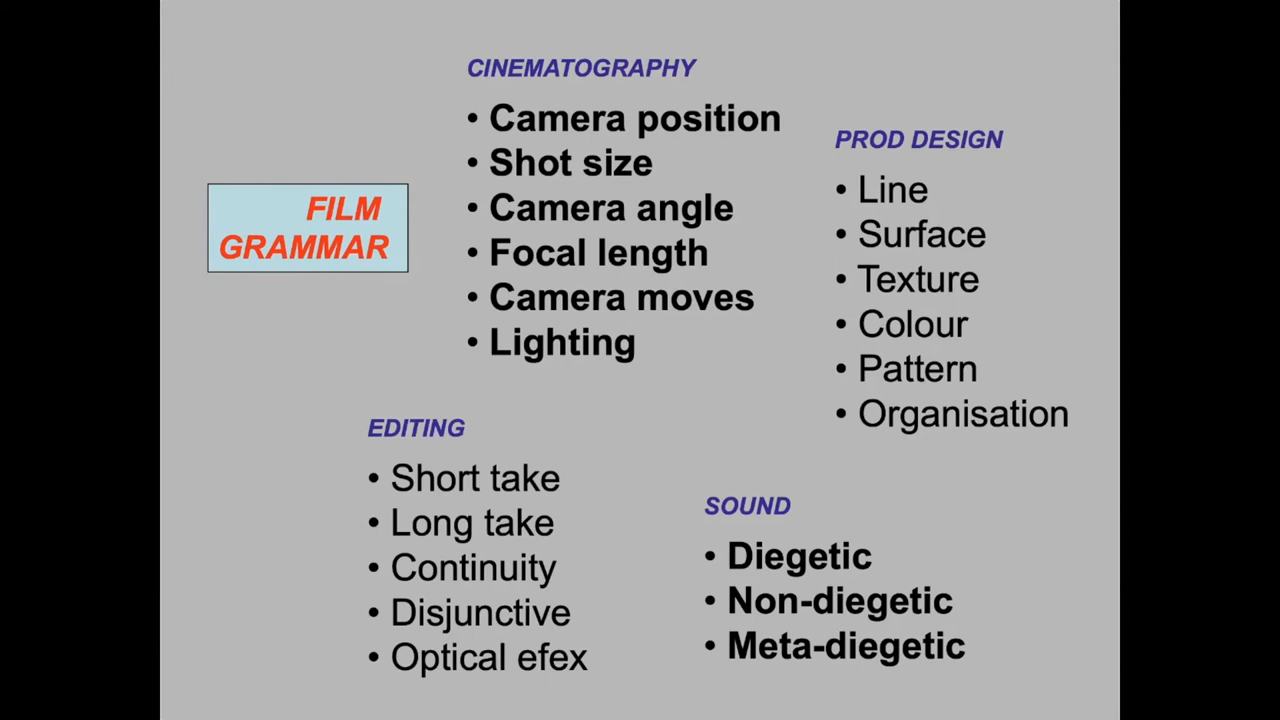 FILM
GRAMMAR
CINEMATOGRAPHY
• Camera position
• Shot size
• Camera angle
• Focal length
• Camera moves
• Lighting
PROD DESIGN
• Line
• Surface
• Texture
• Colour
• Pattern
• Organisation
EDITING
• Short take
• Long take
• Continuity
• Disjunctive
• Optical efex
SOUND
• Diegetic
• Non-diegetic
• Meta-diegetic